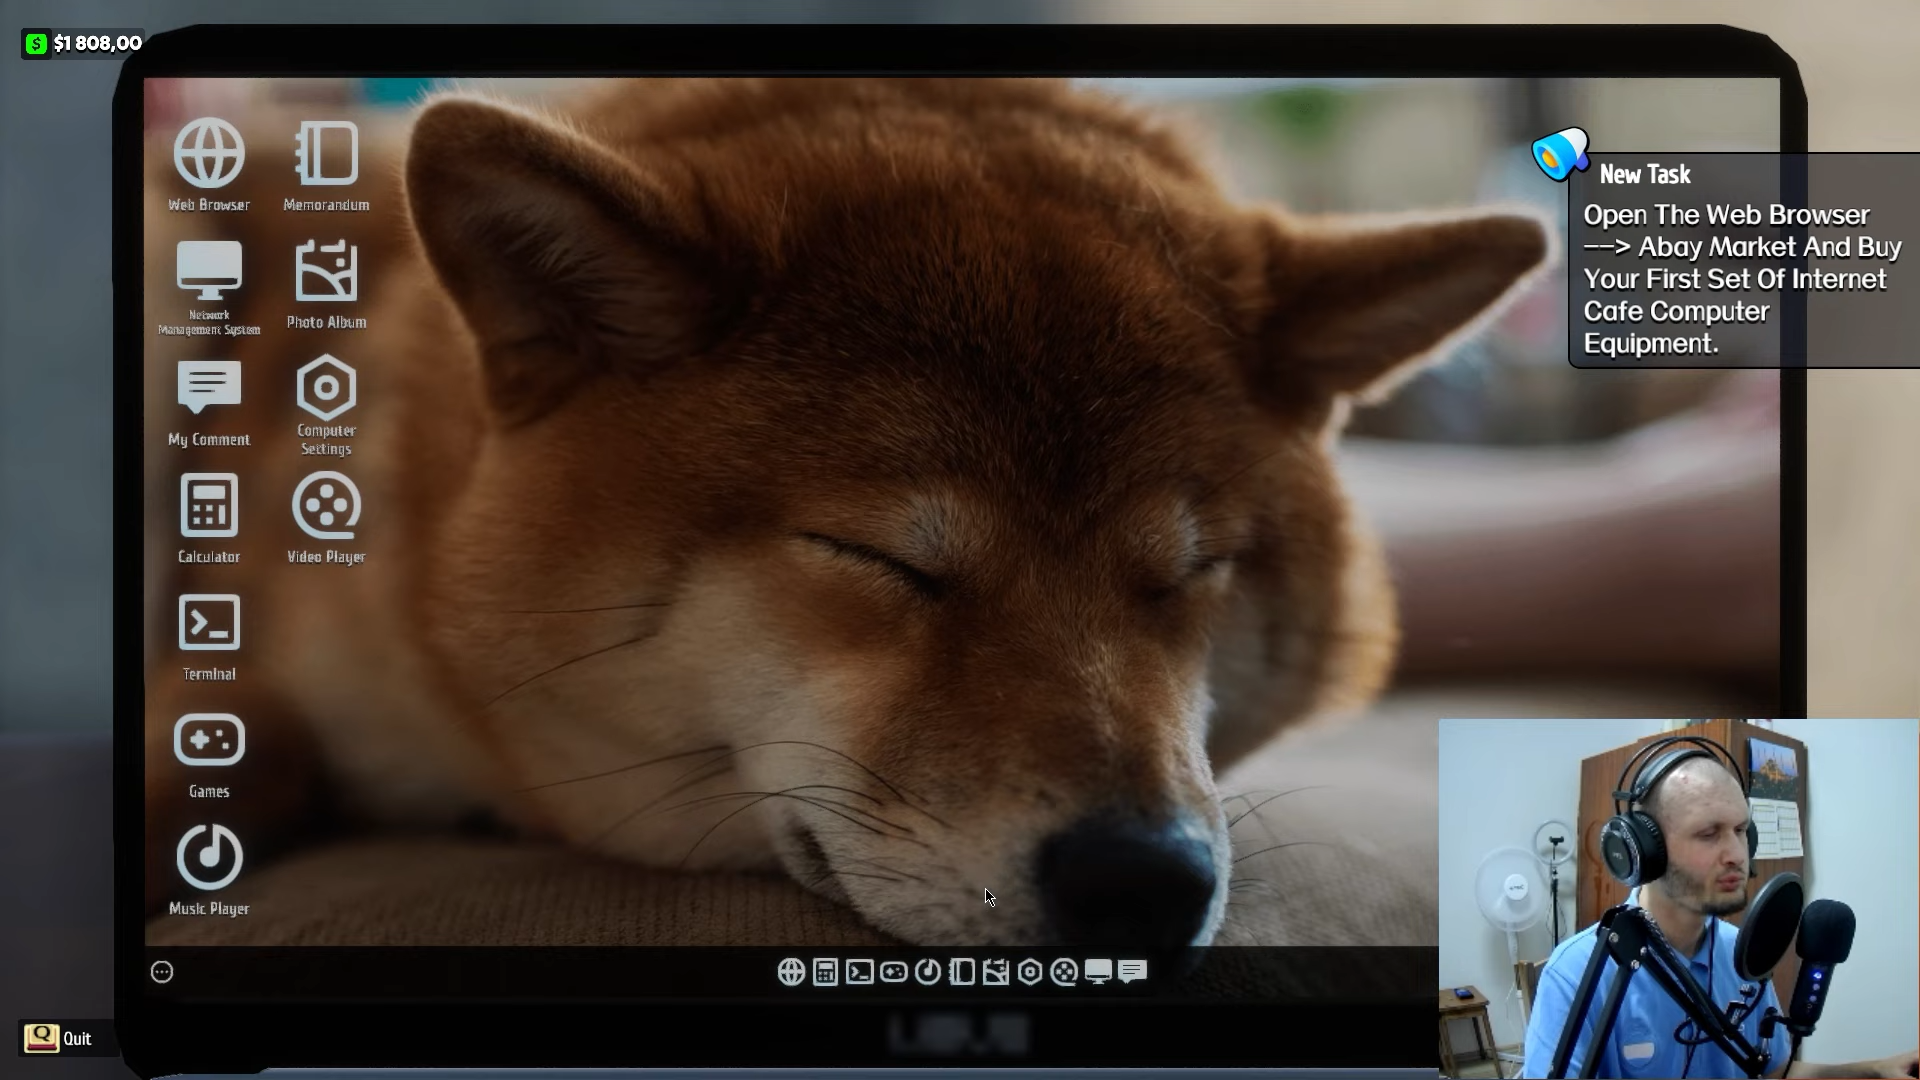 $1 808,00
Web Browser
Memorandum
Network
Management System
Photo Album
My Comment
Computer
Settings
Calculator
Video Player
Terminal
Games
Music Player
New Task
Open The Web Browser
--> Abay Market And Buy
Your First Set Of Internet
Cafe Computer
Equipment.
Q Quit